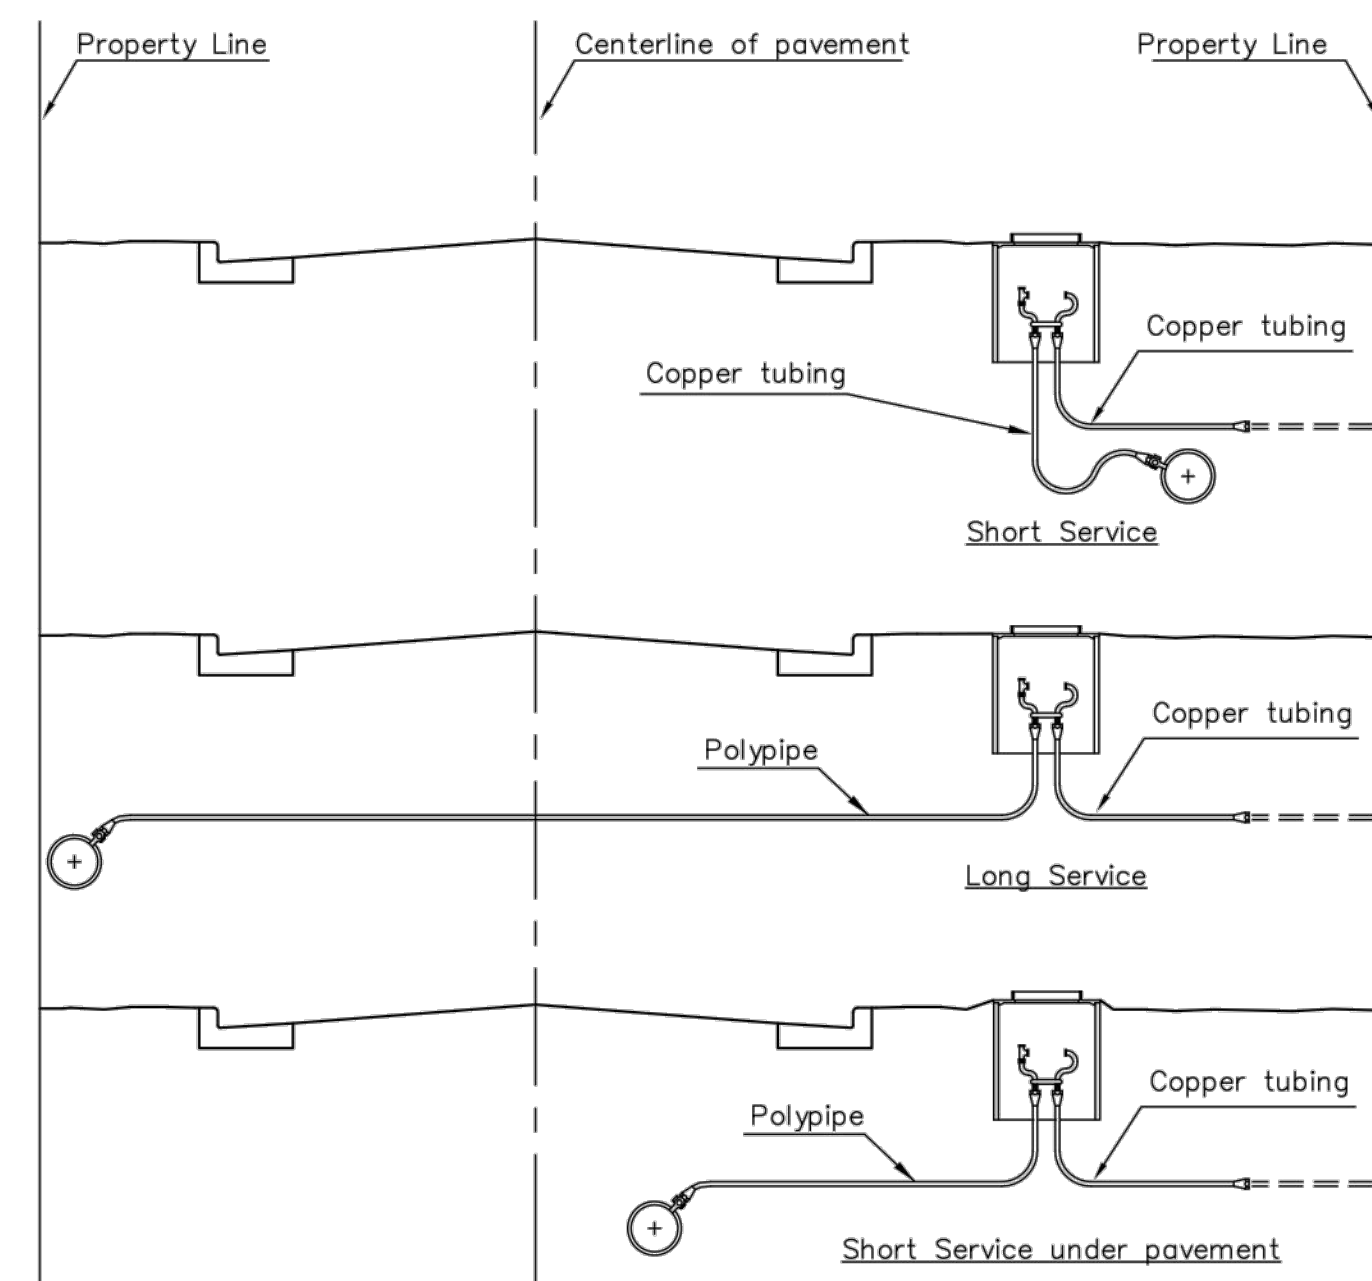 Property Line
Centerline of pavement
Property Line
Copper tubing
Copper tubing
Short Service
Copper tubing
Polypipe
Long Service
Copper tubing
Polypipe
Short Service under pavement